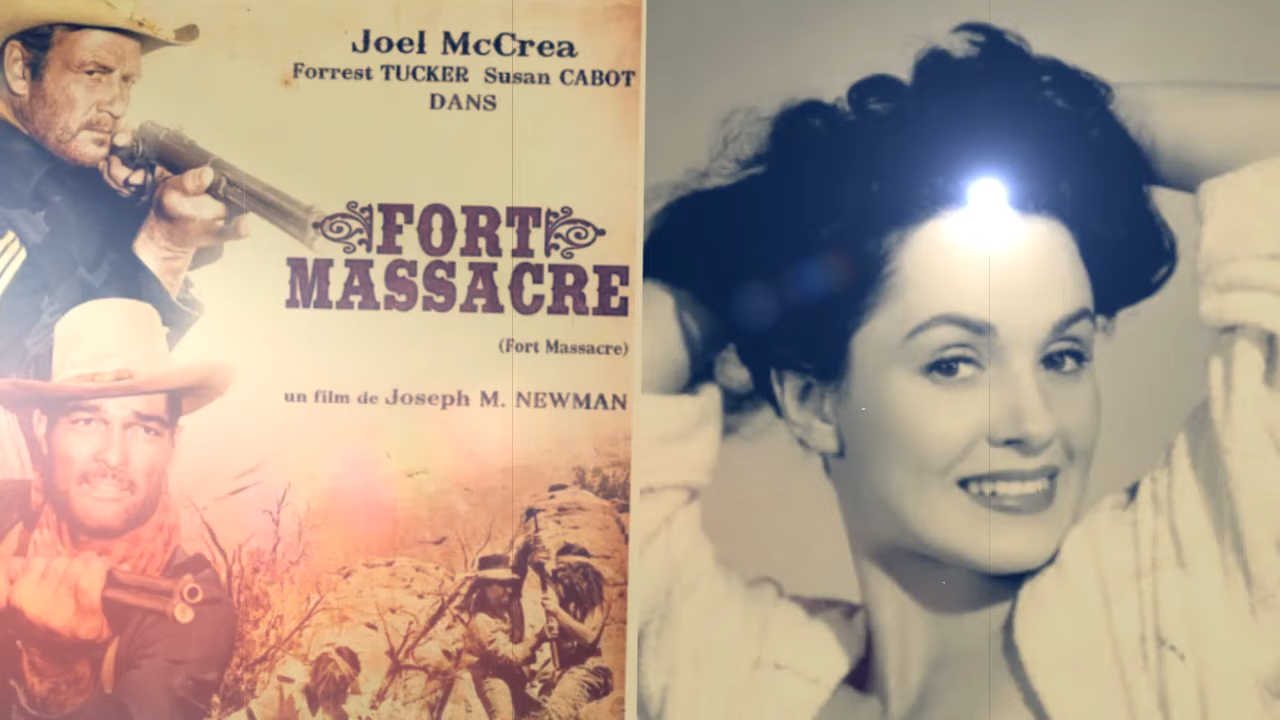 Joel McCrea
Forrest TUCKER Susan CABOT
DANS
FORT
MASSACRE
(Fort Massacre)
un film de Joseph M. NEWMAN